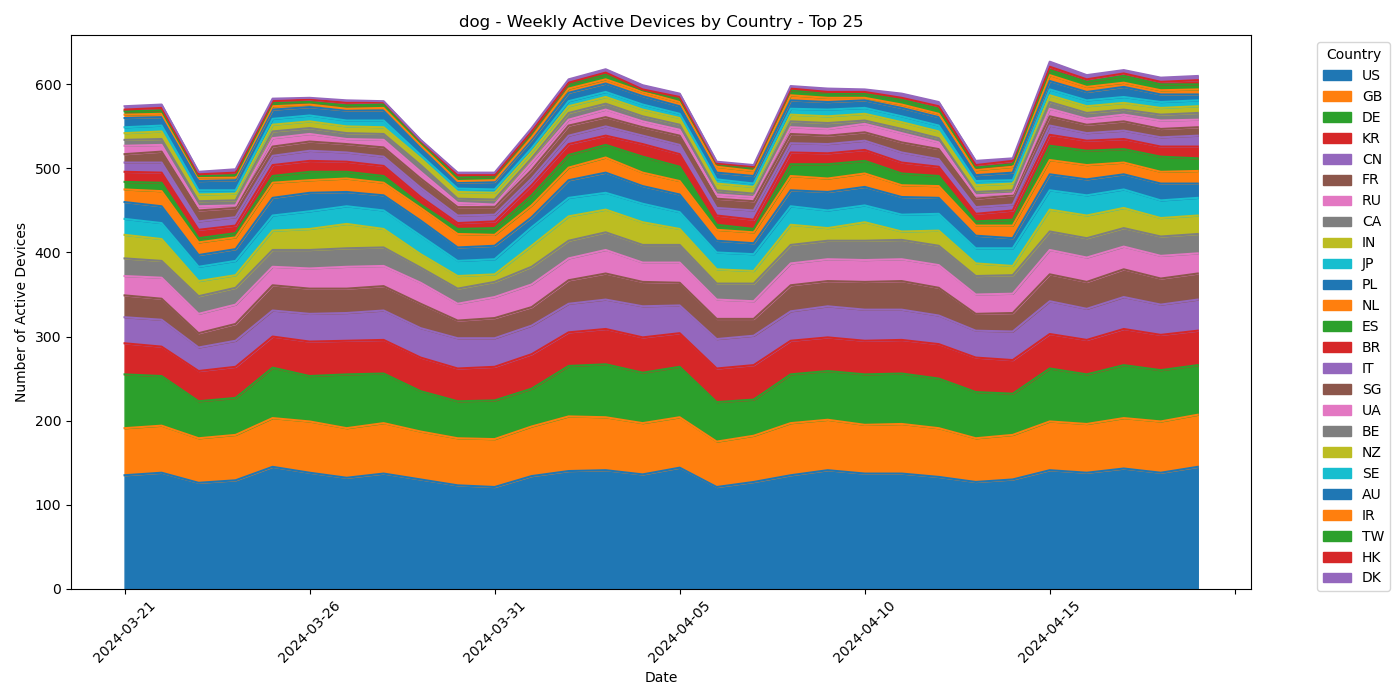 dog - Weekly Active Devices by Country - Top 25
Number of Active Devices
600
500
400
300
200
100
0
2024-03-21
2024-03-26
2024-03-31
2024-04-05
2024-04-10
2024-04-15
Date
Country
US
GB
DE
KR
CN
FR
RU
CA
IN
JP
PL
NL
ES
BR
IT
SG
UA
BE
NZ
SE
AU
IR
TW
HK
DK